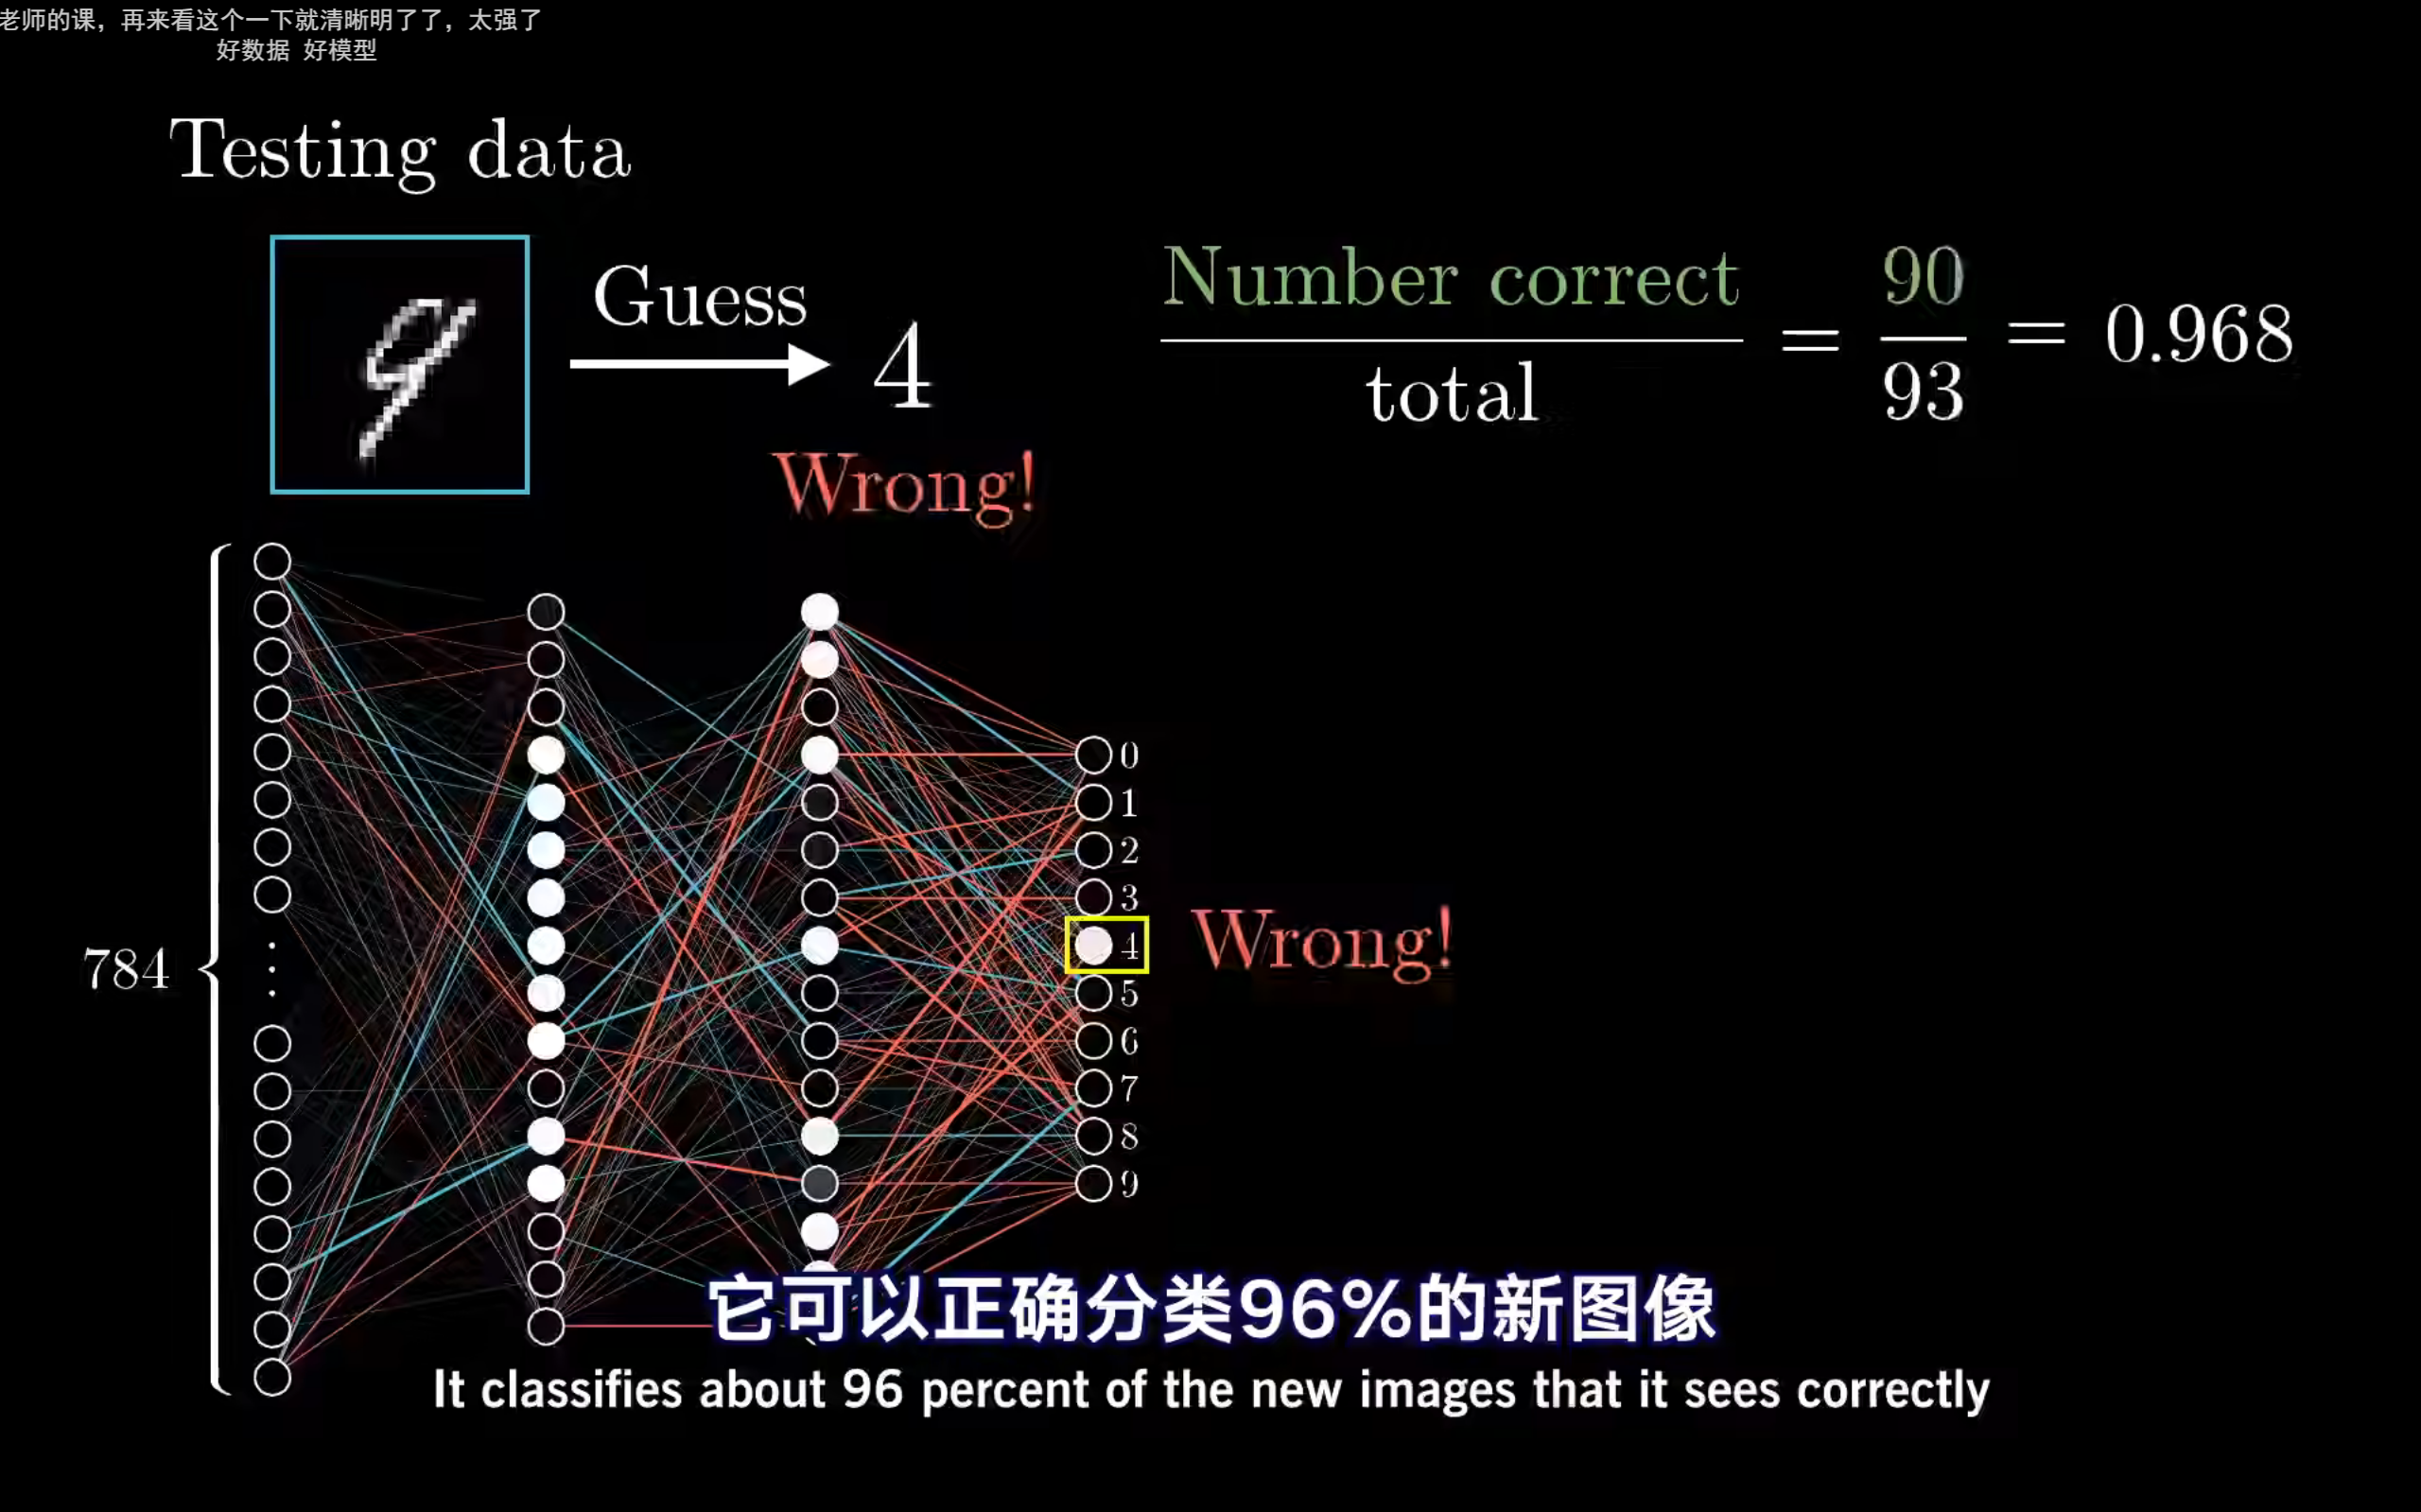 老师的课，再来看这个一下就清晰明了了，太强了
好数据 好模型
Testing data
Guess
4
Wrong!
Number correct
total
=
90
93
= 0.968
784
0
1
2
3
4
5
6
7
8
9
Wrong!
它可以正确分类96%的新图像
It classifies about 96 percent of the new images that it sees correctly